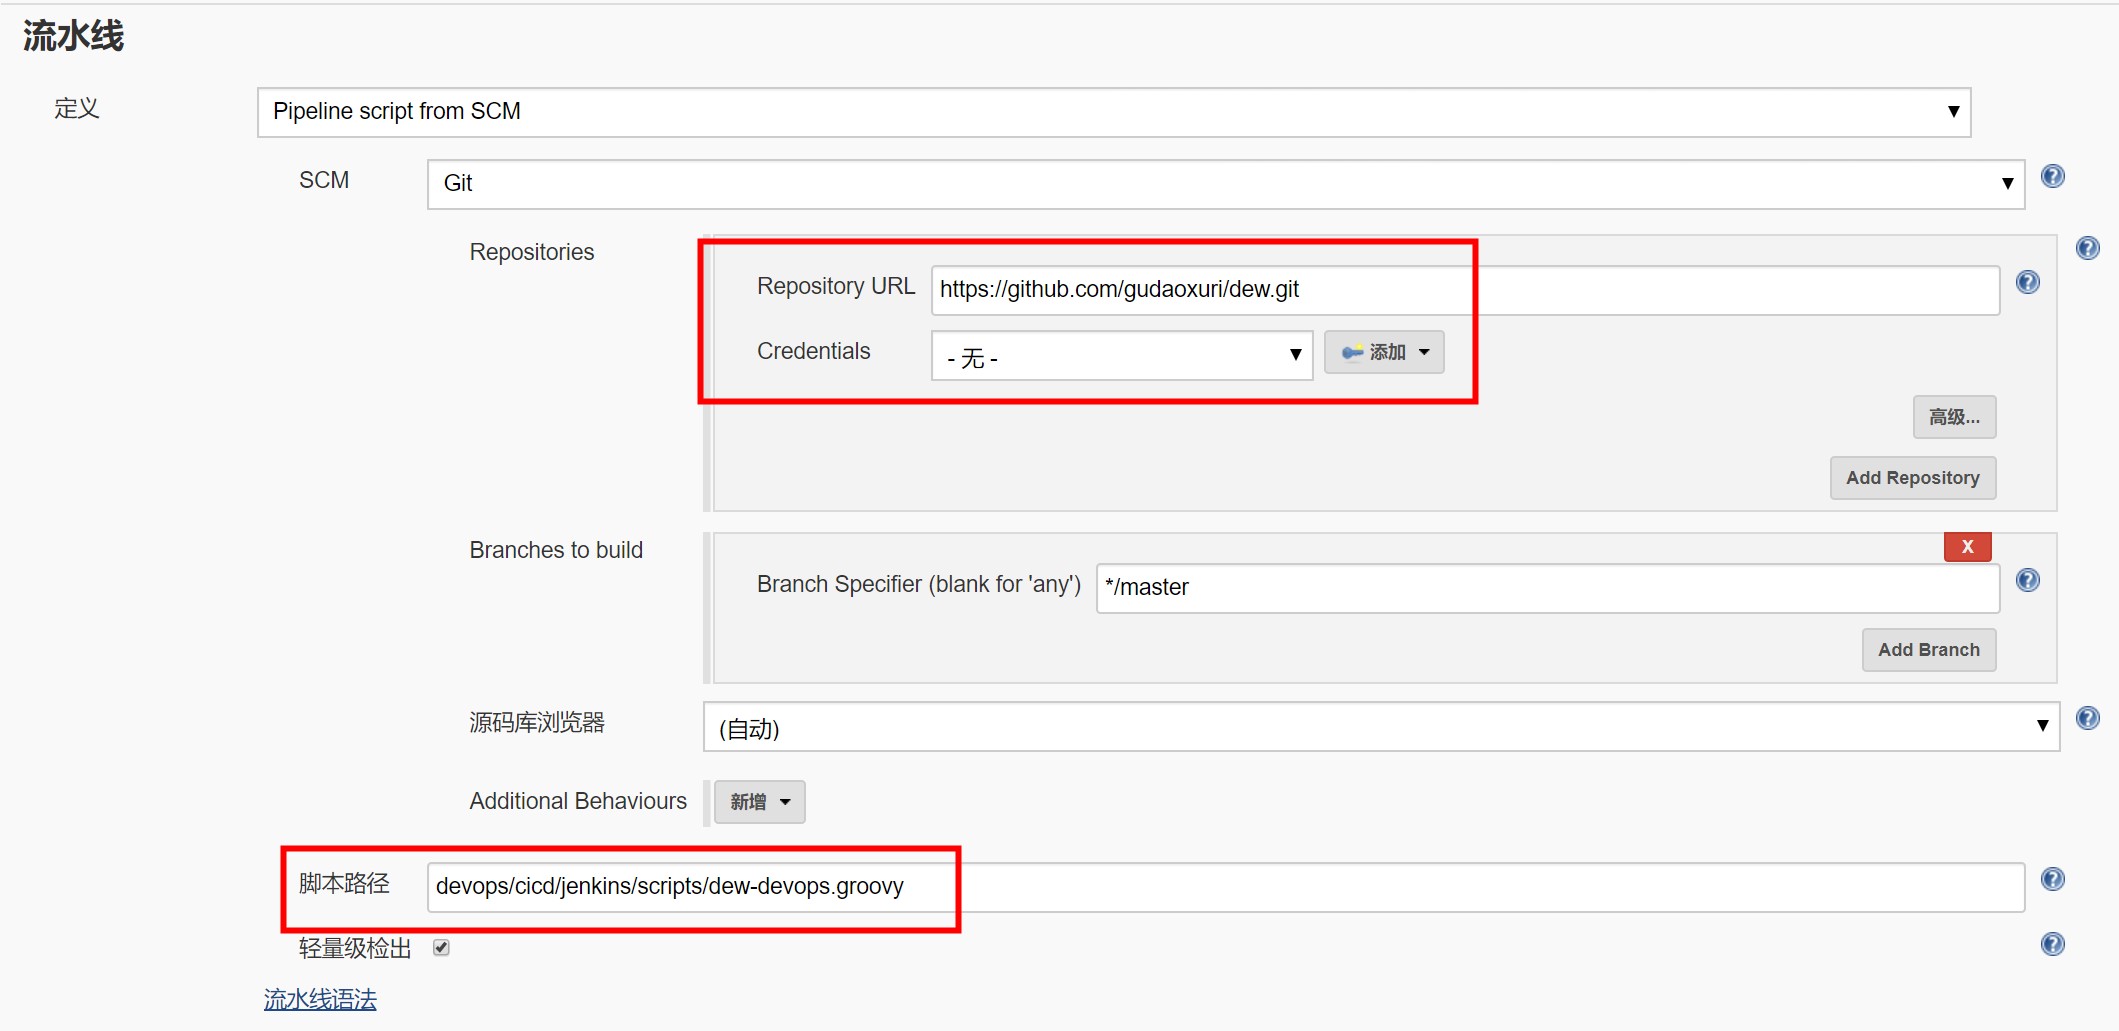 流水线
定义
Pipeline script from SCM
SCM
Git
Repositories
Repository URL
https://github.com/gudaoxuri/dew.git
Credentials
- 无 -
添加
高级...
Add Repository
Branches to build
X
Branch Specifier (blank for 'any')
*/master
Add Branch
源码库浏览器
(自动)
Additional Behaviours
新增
脚本路径
devops/cicd/jenkins/scripts/dew-devops.groovy
轻量级检出
流水线语法